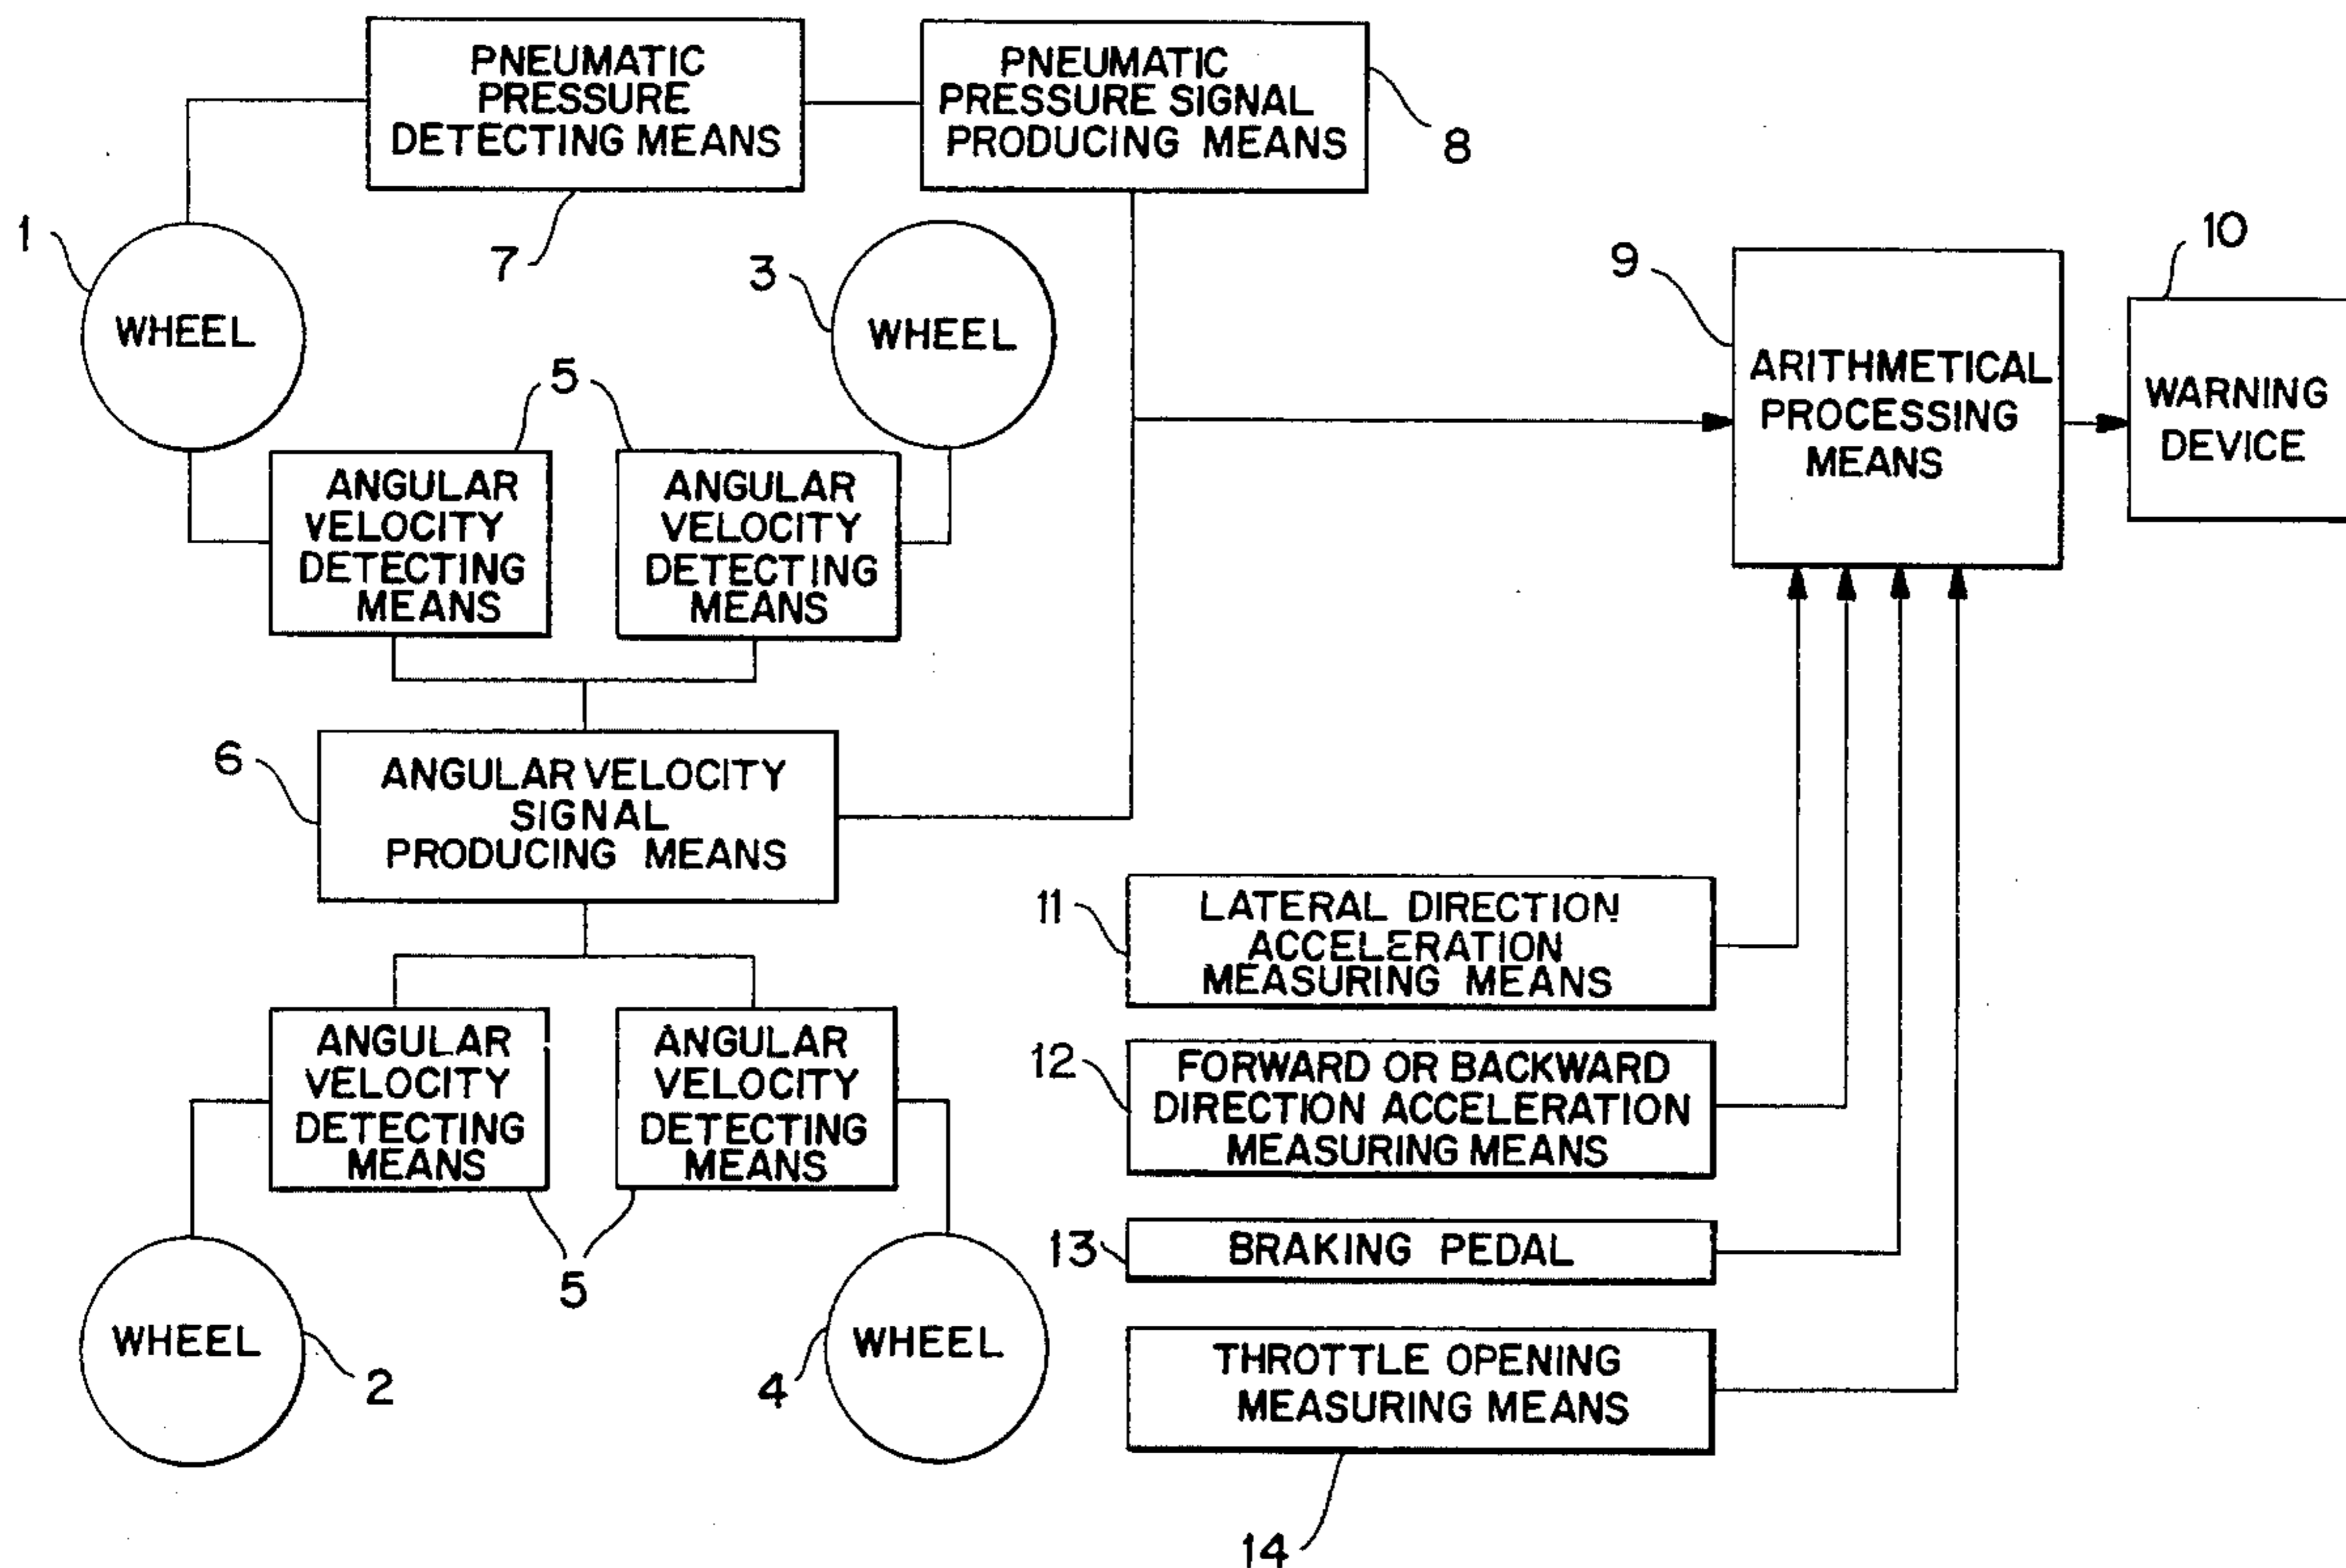 PNEUMATIC
PRESSURE
DETECTING MEANS
7
PNEUMATIC
PRESSURE SIGNAL
PRODUCING MEANS
8
1
WHEEL
3
WHEEL
5
ANGULAR
VELOCITY
DETECTING
MEANS
ANGULAR
VELOCITY
DETECTING
MEANS
9
ARITHMETICAL
PROCESSING
MEANS
10
WARNING
DEVICE
6
ANGULAR VELOCITY
SIGNAL
PRODUCING MEANS
ANGULAR
VELOCITY
DETECTING
MEANS
ANGULAR
VELOCITY
DETECTING
MEANS
5
WHEEL
2
WHEEL
4
11
LATERAL DIRECTION
ACCELERATION
MEASURING MEANS
12
FORWARD OR BACKWARD
DIRECTION ACCELERATION
MEASURING MEANS
13
BRAKING PEDAL
THROTTLE OPENING
MEASURING MEANS
14